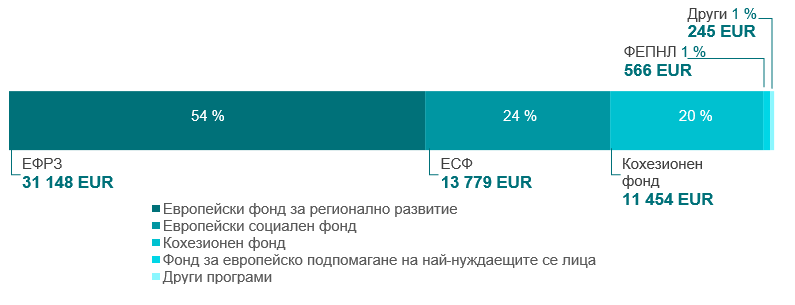 Други 1 %
245 EUR
ФЕПНЛ 1 %
566 EUR
54 %
24 %
20 %
ЕФРЗ
31 148 EUR
ЕСФ
13 779 EUR
Кохезионен
фонд
11 454 EUR
Европейски фонд за регионално развитие
Европейски социален фонд
Кохезионен фонд
Фонд за европейско подпомагане на най-нуждаещите се лица
Други програми